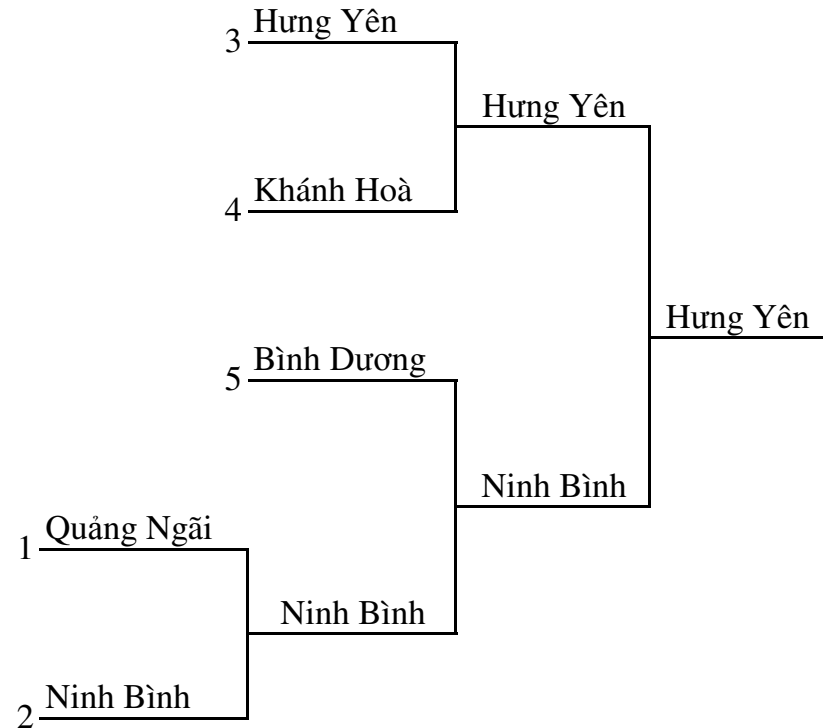 3 Hưng Yên
Hưng Yên
4 Khánh Hoà
Hưng Yên
5 Bình Dương
Ninh Bình
1 Quảng Ngãi
Ninh Bình
2 Ninh Bình